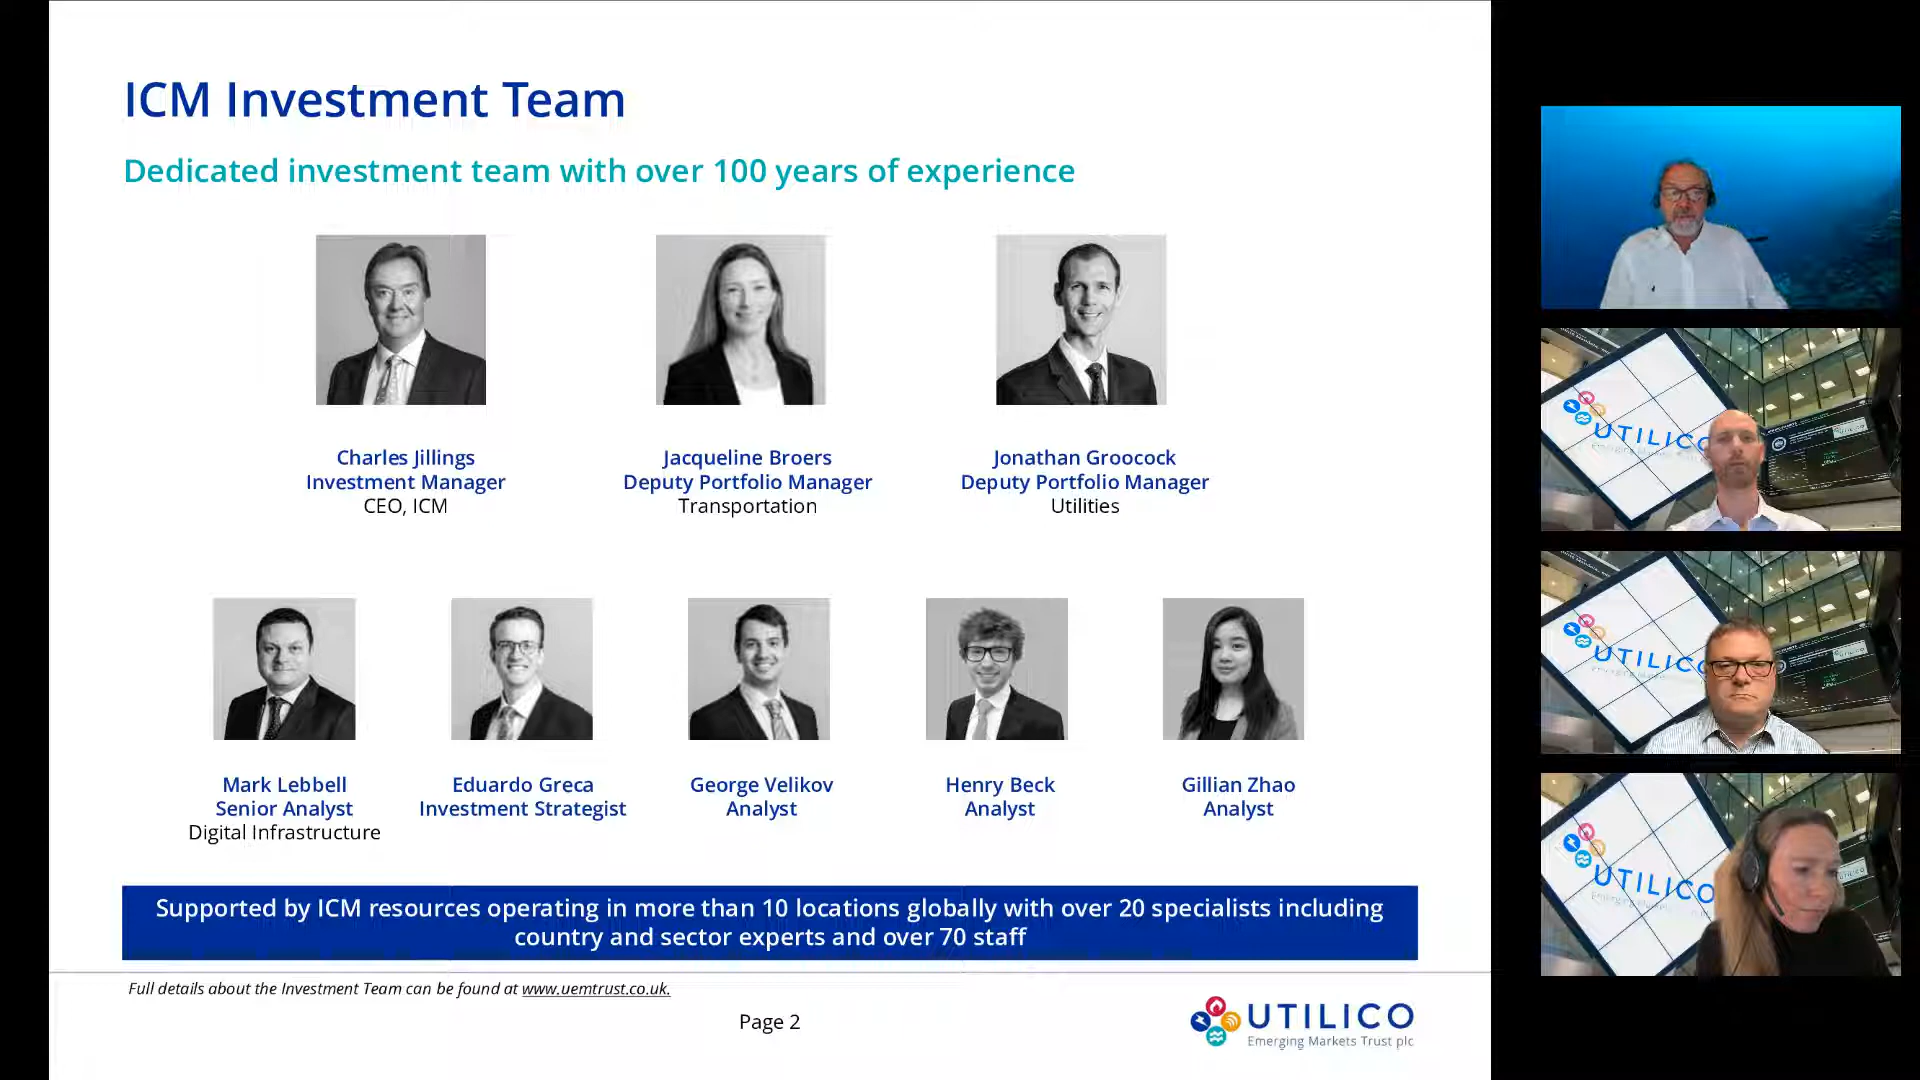 ICM Investment Team
Dedicated investment team with over 100 years of experience
Charles Jillings
Investment Manager
CEO, ICM
Jacqueline Broers
Deputy Portfolio Manager
Transportation
Jonathan Groocock
Deputy Portfolio Manager
Utilities
Mark Lebbell
Senior Analyst
Digital Infrastructure
Eduardo Greca
Investment Strategist
George Velikov
Analyst
Henry Beck
Analyst
Gillian Zhao
Analyst
Supported by ICM resources operating in more than 10 locations globally with over 20 specialists including
country and sector experts and over 70 staff
Full details about the Investment Team can be found at www.uemtrust.co.uk.
Page 2
UTILICO
Emerging Markets Trust plc
UTILICO
UTILICO
UTILICO